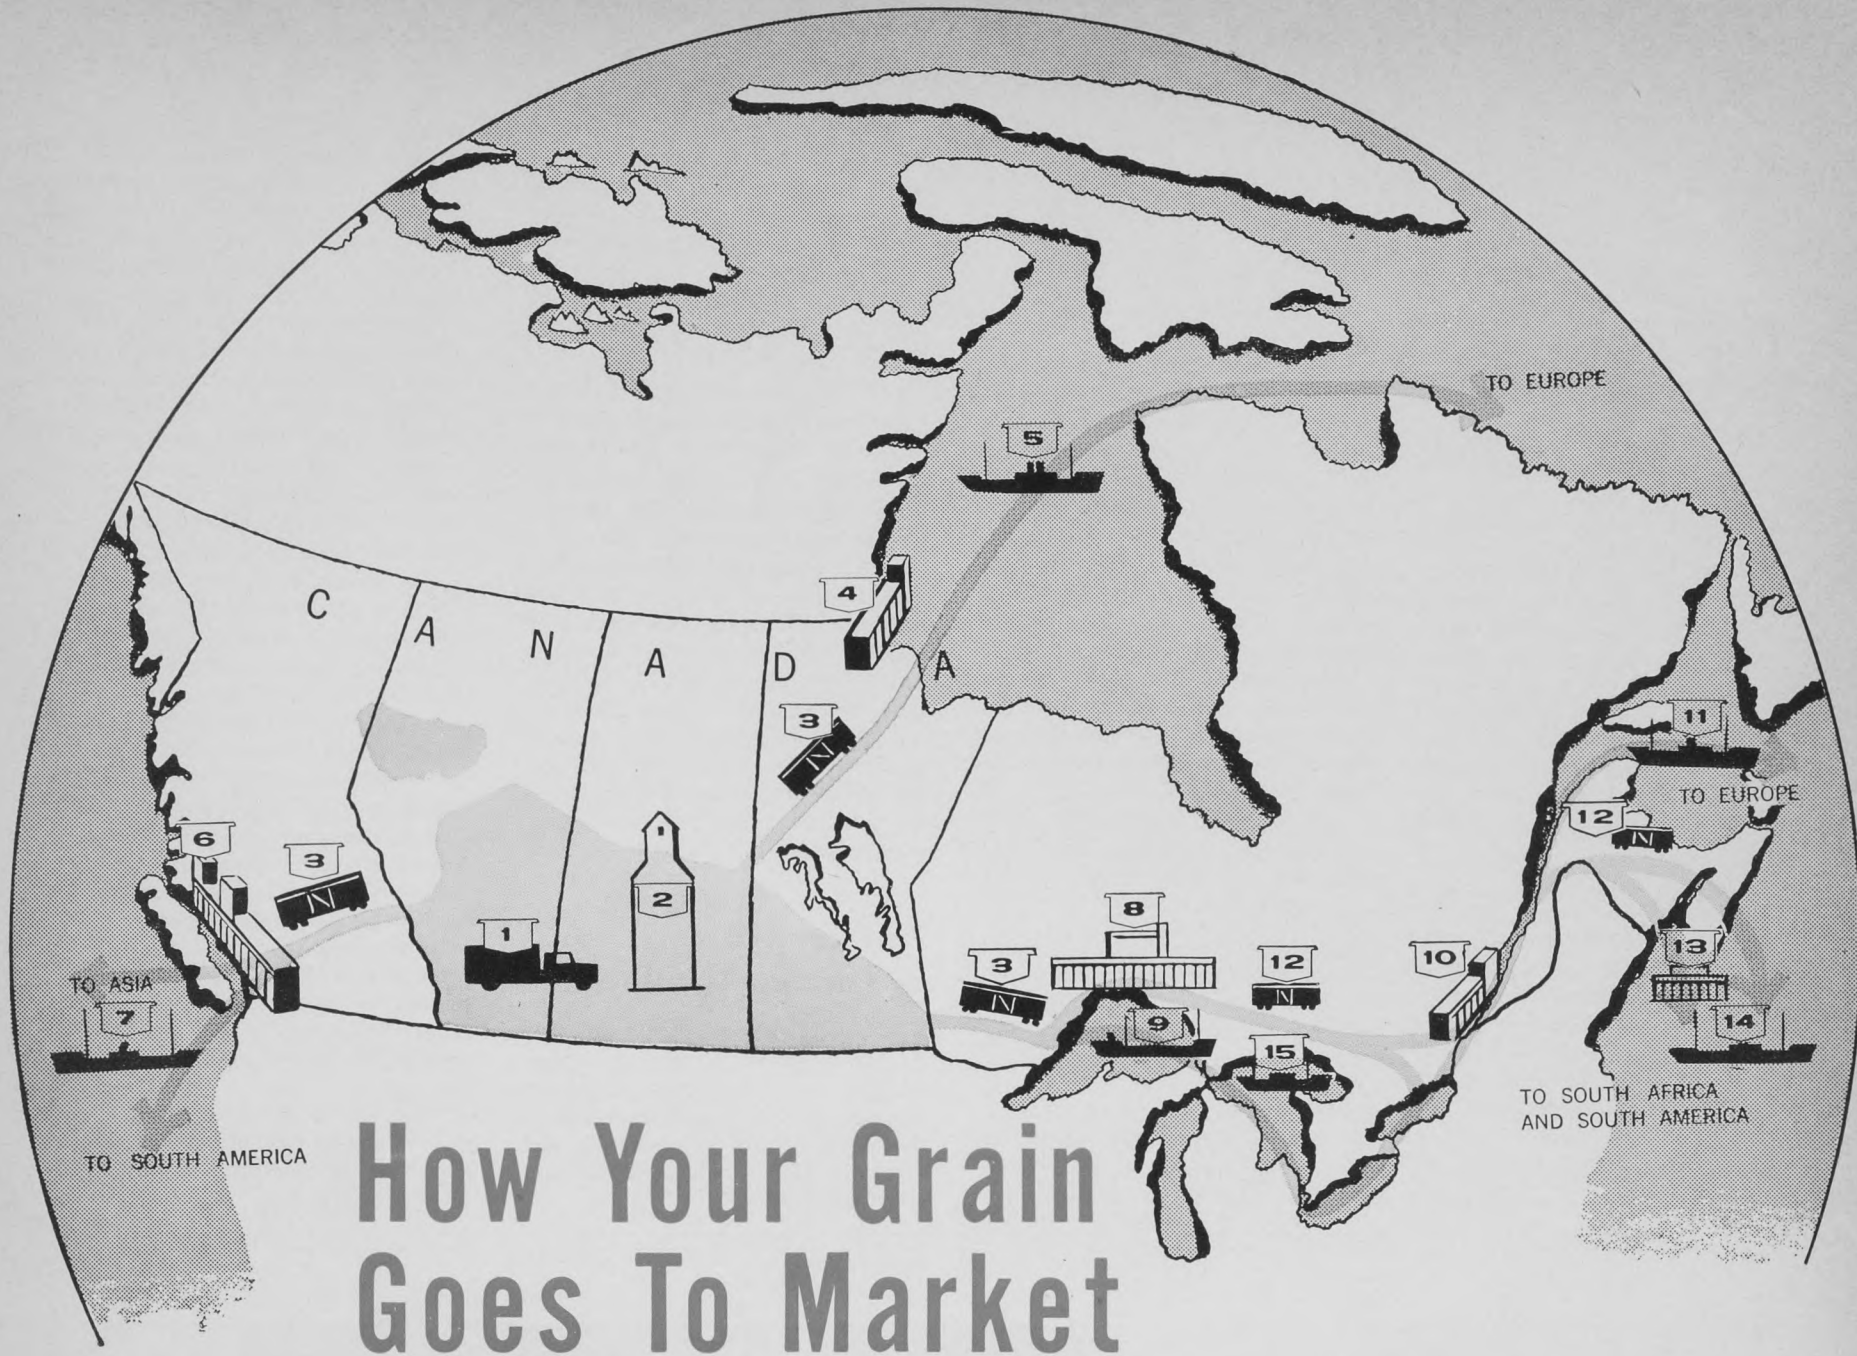 TO EUROPE
5
4
C A N A D A
3
11
TO EUROPE
12
6
3
2
1
8
3
12
10
13
TO ASIA
7
9
15
14
TO SOUTH AFRICA
AND SOUTH AMERICA
TO SOUTH AMERICA
How Your Grain
Goes To Market